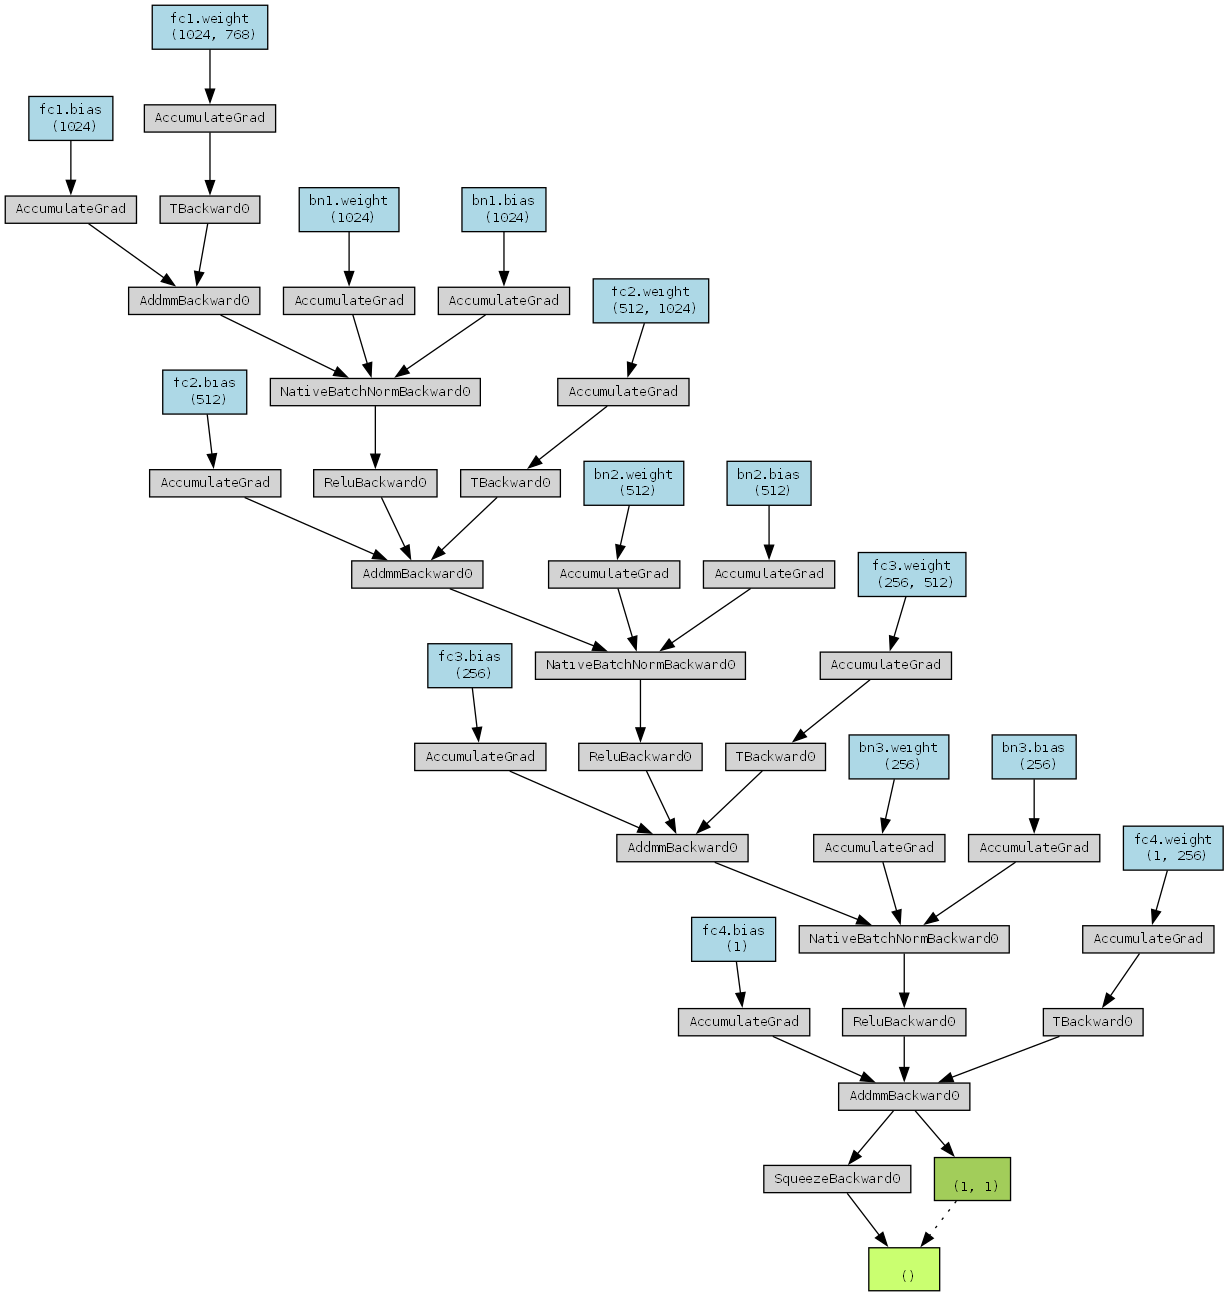 fc1.weight
(1024, 768)
fc1.bias
(1024)
AccumulateGrad
AccumulateGrad
TBackward0
bn1.weight
(1024)
bn1.bias
(1024)
AddmmBackward0
AccumulateGrad
AccumulateGrad
fc2.weight
(512, 1024)
fc2.bias
(512)
NativeBatchNormBackward0
AccumulateGrad
AccumulateGrad
ReluBackward0
TBackward0
bn2.weight
(512)
bn2.bias
(512)
AddmmBackward0
AccumulateGrad
AccumulateGrad
fc3.weight
(256, 512)
fc3.bias
(256)
NativeBatchNormBackward0
AccumulateGrad
AccumulateGrad
ReluBackward0
TBackward0
bn3.weight
(256)
bn3.bias
(256)
AddmmBackward0
AccumulateGrad
AccumulateGrad
fc4.weight
(1, 256)
fc4.bias
(1)
NativeBatchNormBackward0
AccumulateGrad
AccumulateGrad
ReluBackward0
TBackward0
AddmmBackward0
SqueezeBackward0
(1, 1)
()